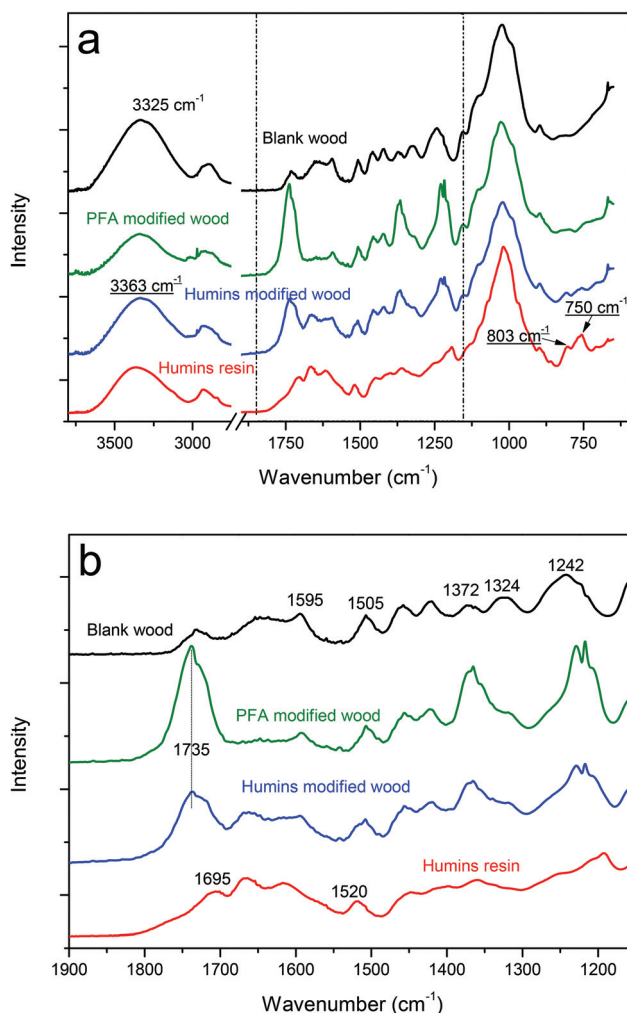 a
3325 cm-1
Blank wood
PFA modified wood
3363 cm-1
Humins modified wood
750 cm-1
803 cm-1
Humins resin
Intensity
3500 3000 1750 1500 1250 1000 750
Wavenumber (cm-1)
b
1242
1595
1372 1324
1505
Blank wood
PFA modified wood
1735
Humins modified wood
Humins resin
1695
1520
Intensity
1900 1800 1700 1600 1500 1400 1300 1200
Wavenumber (cm-1)